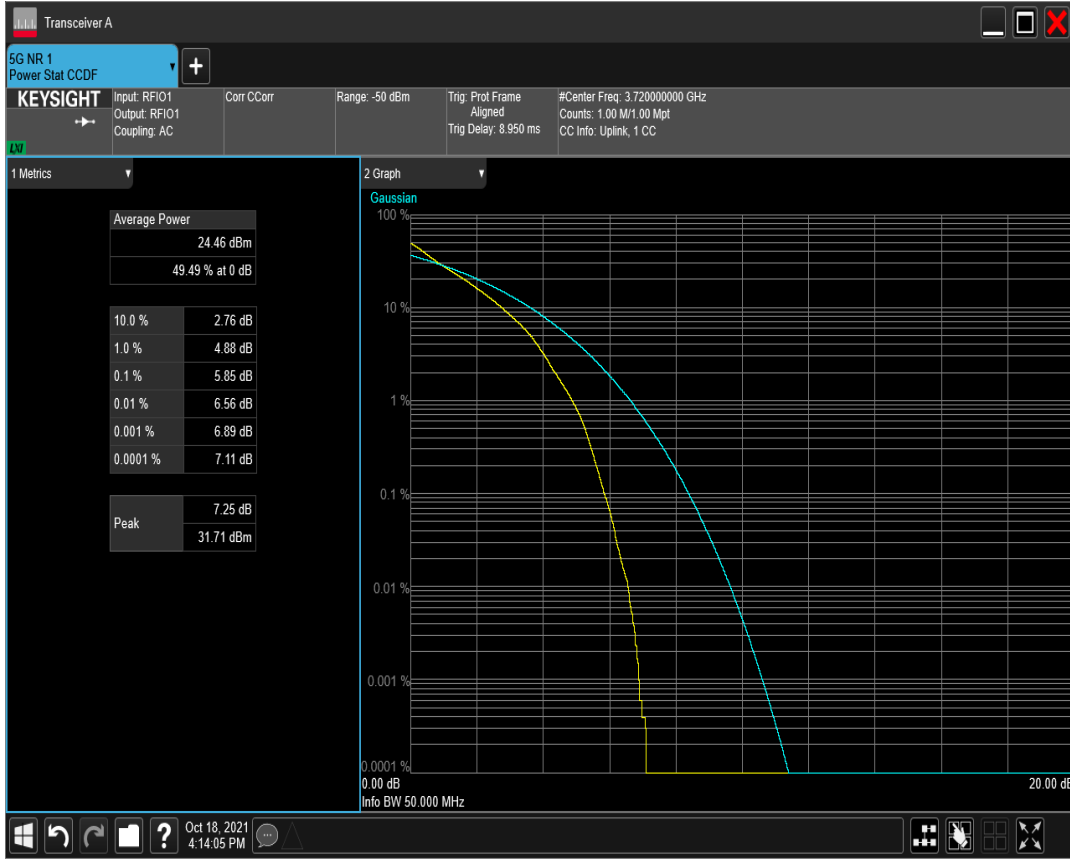 Transceiver A
5G NR 1
Power Stat CCDF
+
KEYSIGHT
LXI
Input: RFIO1
Output: RFIO1
Coupling: AC
Corr CCorr
Range: -50 dBm
Trig: Prot Frame
Aligned
Trig Delay: 8.950 ms
#Center Freq: 3.720000000 GHz
Counts: 1.00 M/1.00 Mpt
CC Info: Uplink, 1 CC
1 Metrics
Average Power
24.46 dBm
49.49 % at 0 dB
10.0 % 2.76 dB
1.0 % 4.88 dB
0.1 % 5.85 dB
0.01 % 6.56 dB
0.001 % 6.89 dB
0.0001 % 7.11 dB
Peak
7.25 dB
31.71 dBm
2 Graph
Gaussian
100 %
10 %
1 %
0.1 %
0.01 %
0.001 %
0.0001 %
0.00 dB 20.00 dB
Info BW 50.000 MHz
?
Oct 18, 2021
4:14:05 PM